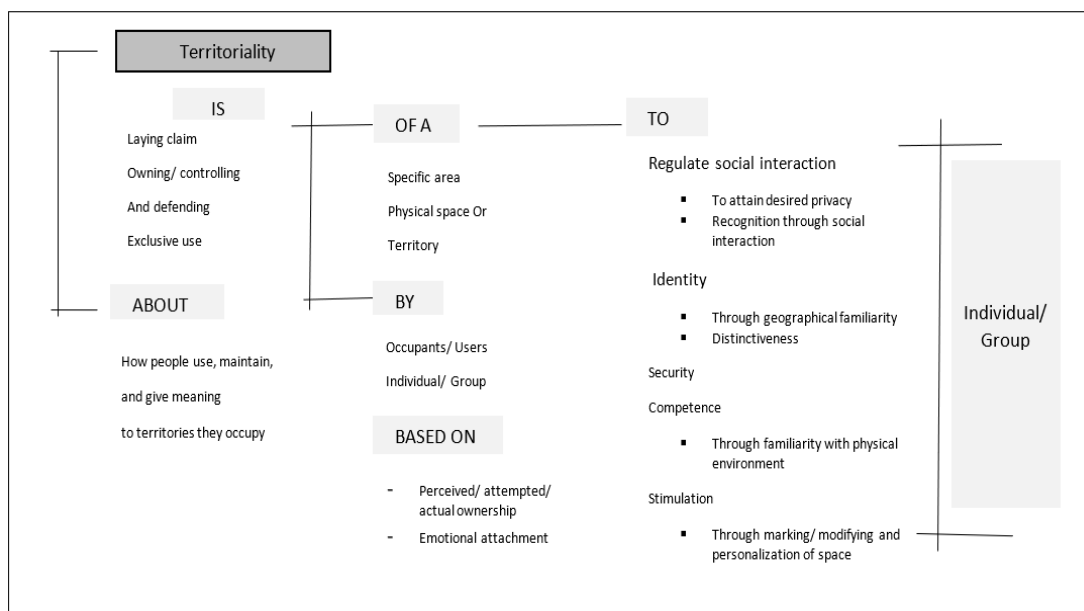 Territoriality
IS
Laying claim
Owning/ controlling
And defending
Exclusive use
ABOUT
How people use, maintain,
and give meaning
to territories they occupy
OF A
Specific area
Physical space Or
Territory
BY
Occupants/ Users
Individual/ Group
BASED ON
- Perceived/ attempted/
actual ownership
- Emotional attachment
TO
Regulate social interaction
▪ To attain desired privacy
▪ Recognition through social
interaction
Identity
▪ Through geographical familiarity
▪ Distinctiveness
Security
Competence
▪ Through familiarity with physical
environment
Stimulation
▪ Through marking/ modifying and
personalization of space
Individual/
Group